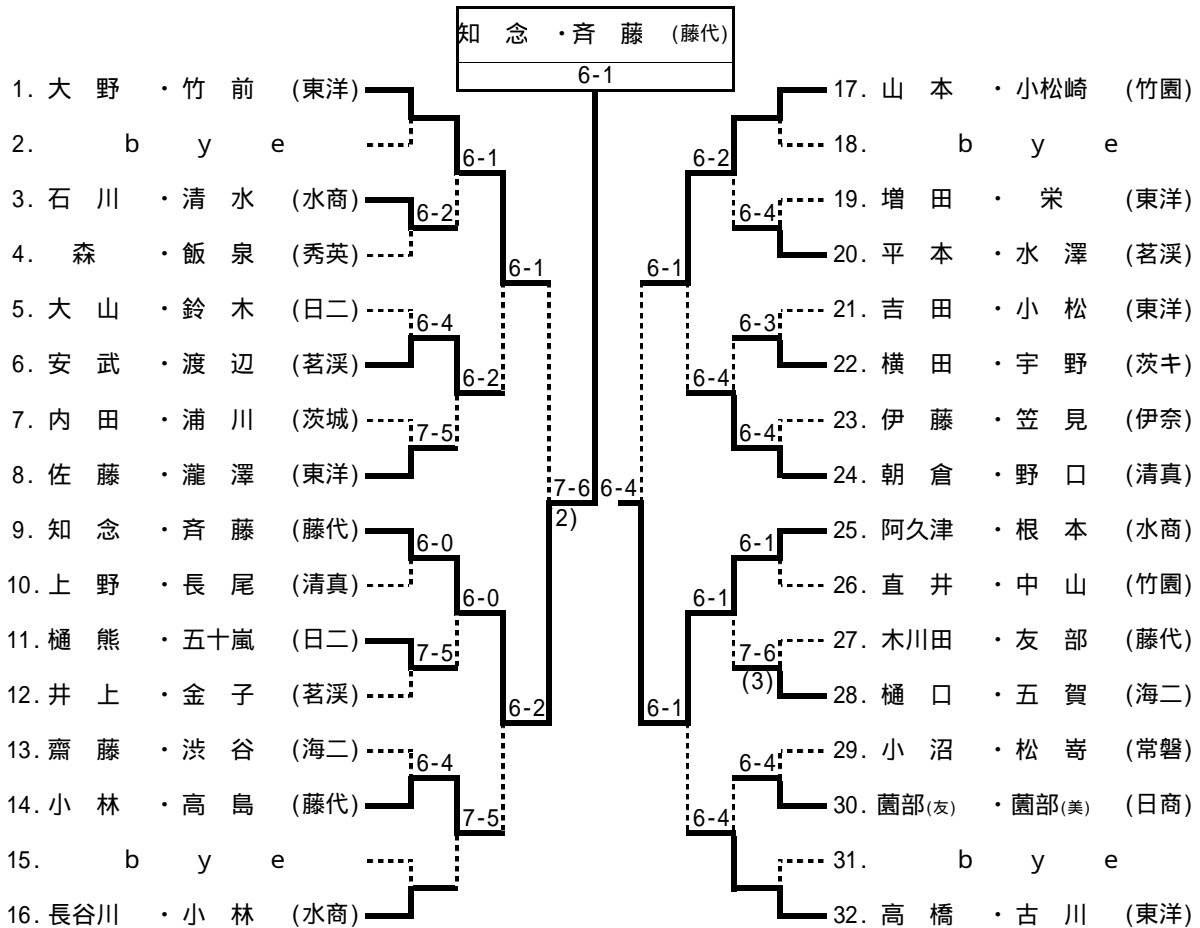 知 念 ・斉 藤 (藤代)
6-1
1. 大 野 ・竹 前 (東洋)
2. b y e
6-1
3. 石 川 ・清 水 (水商)
6-2
4. 森 ・飯 泉 (秀英)
6-1
5. 大 山 ・鈴 木 (日二)
6-4
6. 安 武 ・渡 辺 (茗渓)
6-2
7. 内 田 ・浦 川 (茨城)
7-5
8. 佐 藤 ・瀧 澤 (東洋)
7-6
2)
9. 知 念 ・斉 藤 (藤代)
6-0
10. 上 野 ・長 尾 (清真)
6-0
11. 樋 熊 ・五十嵐 (日二)
7-5
12. 井 上 ・金 子 (茗渓)
6-2
13. 齋 藤 ・渋 谷 (海二)
6-4
14. 小 林 ・高 島 (藤代)
7-5
15. b y e
16. 長谷川 ・小 林 (水商)
17. 山 本 ・小松崎 (竹園)
18. b y e
6-2
19. 増 田 ・ 栄 (東洋)
6-4
20. 平 本 ・水 澤 (茗渓)
6-1
21. 吉 田 ・小 松 (東洋)
6-3
22. 横 田 ・宇 野 (茨キ)
6-4
23. 伊 藤 ・笠 見 (伊奈)
6-4
24. 朝 倉 ・野 口 (清真)
6-4
25. 阿久津 ・根 本 (水商)
6-1
26. 直 井 ・中 山 (竹園)
6-1
27. 木川田 ・友 部 (藤代)
7-6
(3)
28. 樋 口 ・五 賀 (海二)
6-1
29. 小 沼 ・松 嵜 (常磐)
6-4
30. 薗部(友) ・薗部(美) (日商)
6-4
31. b y e
32. 高 橋 ・古 川 (東洋)